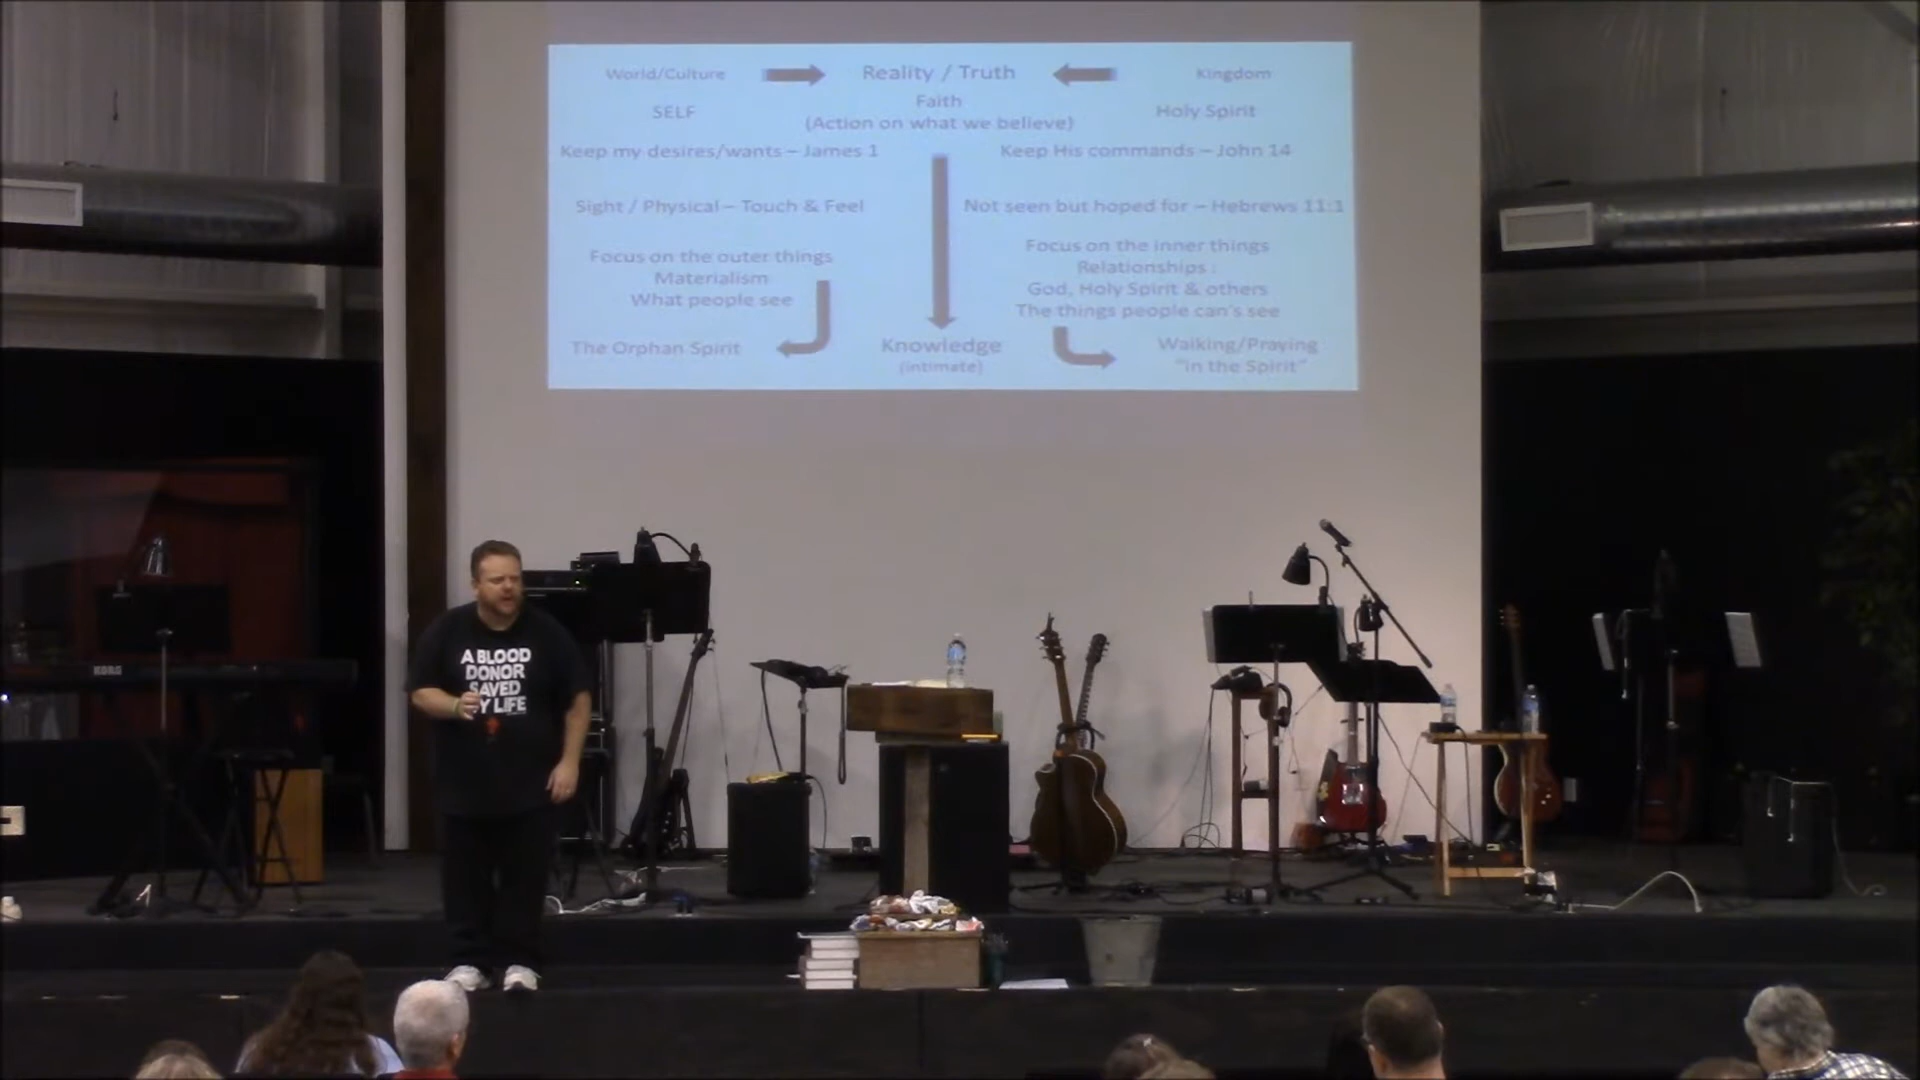 World/Culture
Reality / Truth
Kingdom
SELF
Faith
(Action on what we believe)
Holy Spirit
Keep my desires/wants – James 1
Keep His commands – John 14
Sight / Physical – Touch & Feel
Not seen but hoped for – Hebrews 11:1
Focus on the outer things
Materialism
What people see
Focus on the inner things
Relationships :
God, Holy Spirit & others
The things people can's see
The Orphan Spirit
Knowledge
(intimate)
Walking/Praying
"in the Spirit"
A BLOOD
DONOR
SAVED
Y LIFE
KORG